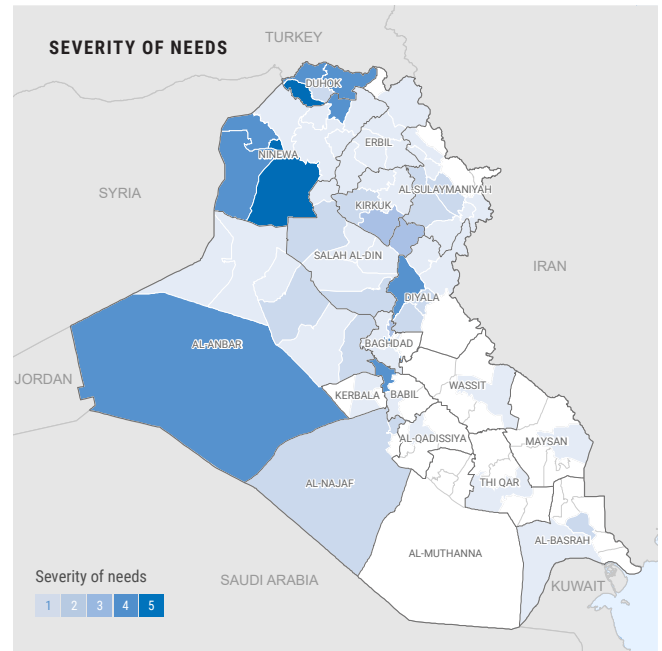 SEVERITY OF NEEDS
TURKEY
DUHOK
ERBIL
NINEWA
AL-SULAYMANIYAH
SYRIA
KIRKUK
SALAH AL-DIN
IRAN
DIYALA
AL-ANBAR
BAGHDAD
JORDAN
KERBALA
BABIL
WASSIT
AL-QADISSIYA
MAYSAN
AL-NAJAF
THI QAR
AL-BASRAH
AL-MUTHANNA
Severity of needs
SAUDI ARABIA
KUWAIT
1 2 3 4 5